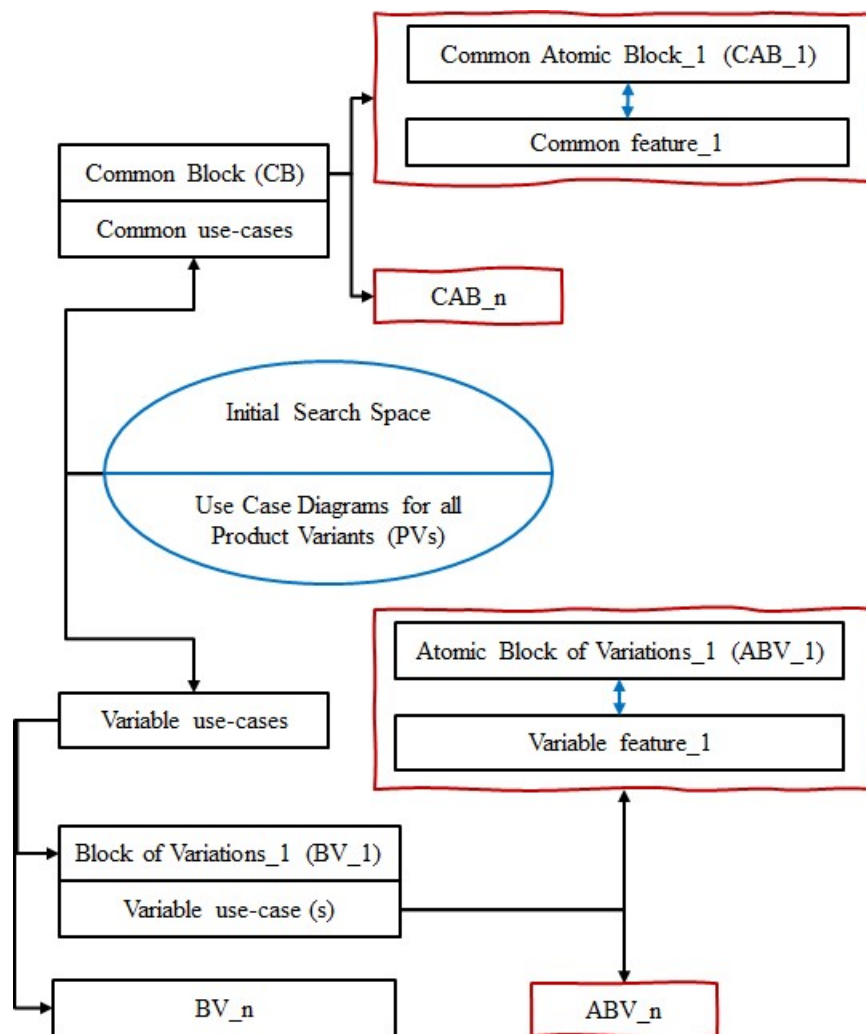 Common Atomic Block_1 (CAB_1)
Common feature_1
Common Block (CB)
Common use-cases
CAB_n
Initial Search Space
Use Case Diagrams for all
Product Variants (PVs)
Atomic Block of Variations_1 (ABV_1)
Variable feature_1
Variable use-cases
Block of Variations_1 (BV_1)
Variable use-case (s)
BV_n
ABV_n